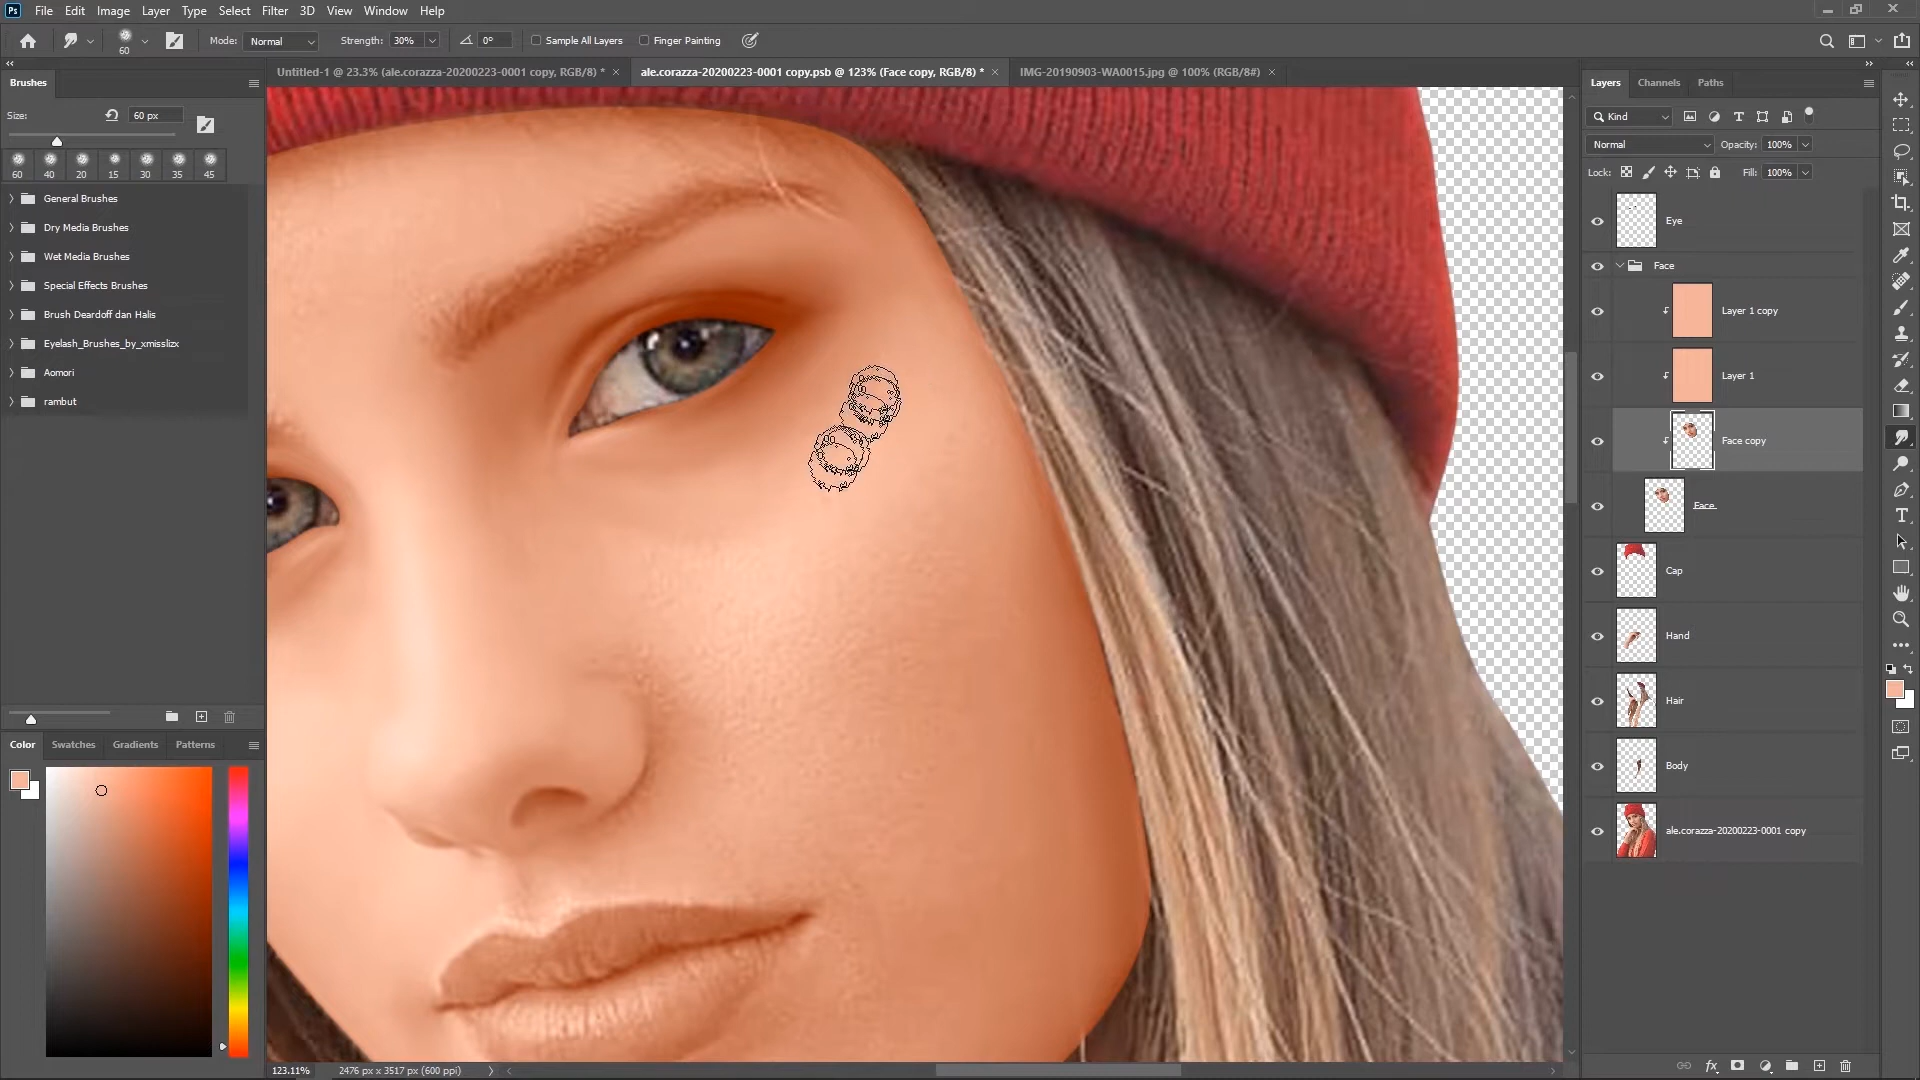 Ps File Edit Image Layer Type Select Filter 3D View Window Help
60 Mode: Normal Strength: 30% 0° Sample All Layers Finger Painting
Untitled-1 @ 23.3% (ale.corazza-20200223-0001 copy, RGB/8) * × ale.corazza-20200223-0001 copy.psb @ 123% (Face copy, RGB/8) * × IMG-20190903-WA0015.jpg @ 100% (RGB/8#) ×
Brushes
Size: 60 px
60 40 20 15 30 35 45
General Brushes
Dry Media Brushes
Wet Media Brushes
Special Effects Brushes
Brush Deardoff dan Halis
Eyelash_Brushes_by_xmisslizx
Aomori
rambut
Color Swatches Gradients Patterns
123.11% 2476 px x 3517 px (600 ppi)
Layers Channels Paths
Kind
Normal Opacity: 100%
Lock: Fill: 100%
Eye
Face
Layer 1 copy
Layer 1
Face copy
Face
Cap
Hand
Hair
Body
ale.corazza-20200223-0001 copy
fx